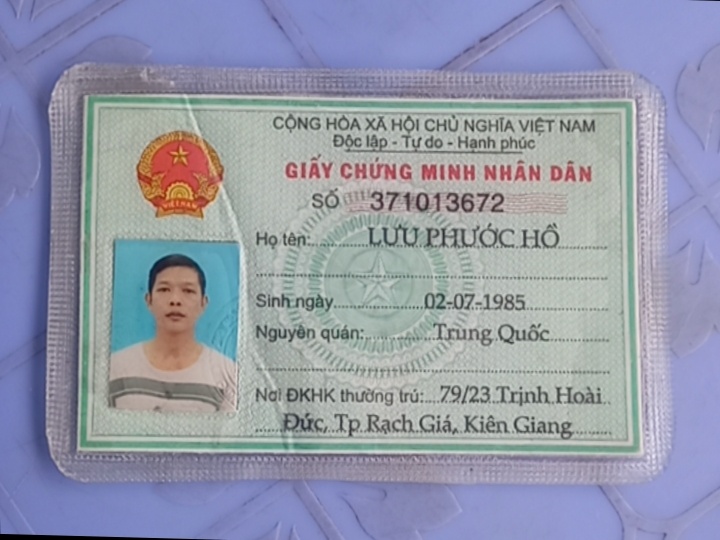 CỘNG HÒA XÃ HỘI CHỦ NGHĨA VIỆT NAM
Độc lập - Tự do - Hạnh phúc
GIẤY CHỨNG MINH NHÂN DÂN
SỐ 371013672
VIỆT NAM
Họ tên: LƯU PHƯỚC HỒ
Sinh ngày 02-07-1985
Nguyên quán: Trung Quốc
Nơi ĐKHK thường trú: 79/23 Trịnh Hoài
Đức, Tp Rạch Giá, Kiên Giang